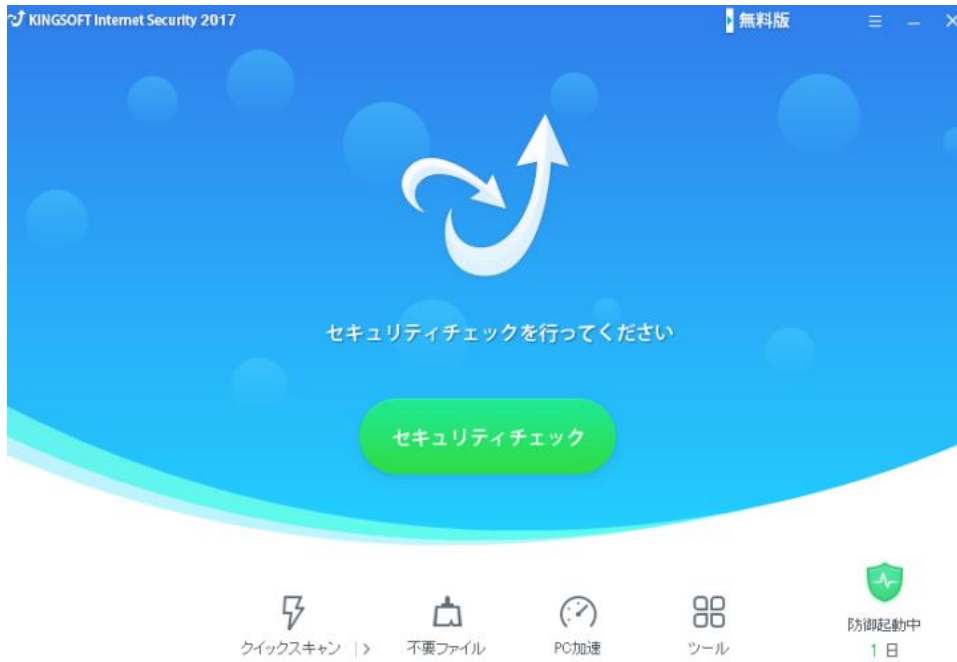 KINGSOFT Internet Security 2017
無料版
セキュリティチェックを行ってください
セキュリティチェック
クイックスキャン
不要ファイル
PC加速
ツール
防御起動中
1 日